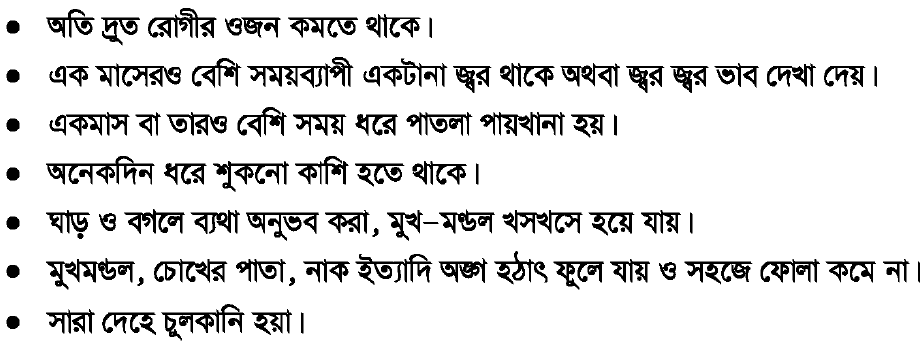 • অতি দ্রুত রোগীর ওজন কমতে থাকে।
• এক মাসেরও বেশি সময়ব্যাপী একটানা জ্বর থাকে অথবা জ্বর জ্বর ভাব দেখা দেয়।
• একমাস বা তারও বেশি সময় ধরে পাতলা পায়খানা হয়।
• অনেকদিন ধরে শুকনো কাশি হতে থাকে।
• ঘাড় ও বগলে ব্যথা অনুভব করা, মুখ-মণ্ডল খসখসে হয়ে যায়।
• মুখমণ্ডল, চোখের পাতা, নাক ইত্যাদি অঙ্গ হঠাৎ ফুলে যায় ও সহজে ফোলা কমে না।
• সারা দেহে চুলকানি হয়া।